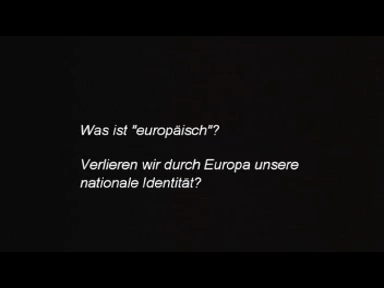 Was ist "europäisch"?
Verlieren wir durch Europa unsere
nationale Identität?